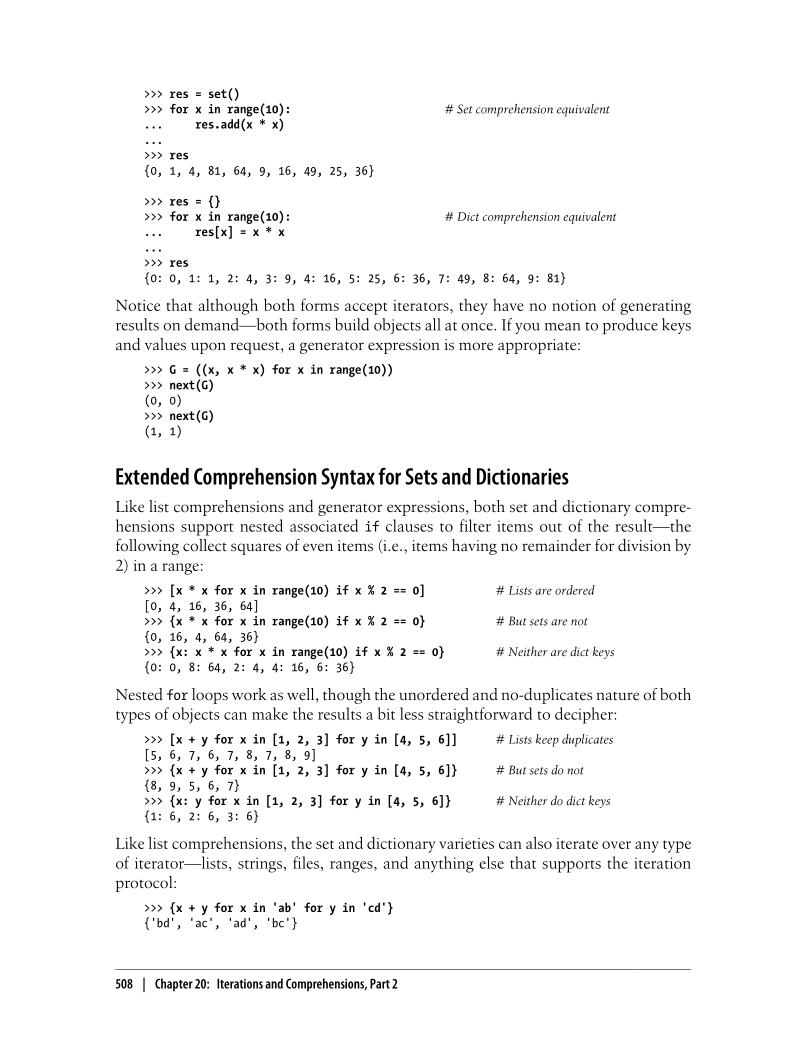 >>> res = set()
>>> for x in range(10):                        # Set comprehension equivalent
...     res.add(x * x)
...
>>> res
{0, 1, 4, 81, 64, 9, 16, 49, 25, 36}
>>> res = {}
>>> for x in range(10):                        # Dict comprehension equivalent
...     res[x] = x * x
...
>>> res
{0: 0, 1: 1, 2: 4, 3: 9, 4: 16, 5: 25, 6: 36, 7: 49, 8: 64, 9: 81}
Notice that although both forms accept iterators, they have no notion of generating
results on demand—both forms build objects all at once. If you mean to produce keys
and values upon request, a generator expression is more appropriate:
>>> G = ((x, x * x) for x in range(10))
>>> next(G)
(0, 0)
>>> next(G)
(1, 1)
Extended Comprehension Syntax for Sets and Dictionaries
Like list comprehensions and generator expressions, both set and dictionary compre-
hensions support nested associated if clauses to filter items out of the result—the
following collect squares of even items (i.e., items having no remainder for division by
2) in a range:
>>> [x * x for x in range(10) if x % 2 == 0]           # Lists are ordered
[0, 4, 16, 36, 64]
>>> {x * x for x in range(10) if x % 2 == 0}           # But sets are not
{0, 16, 4, 64, 36}
>>> {x: x * x for x in range(10) if x % 2 == 0}        # Neither are dict keys
{0: 0, 8: 64, 2: 4, 4: 16, 6: 36}
Nested for loops work as well, though the unordered and no-duplicates nature of both
types of objects can make the results a bit less straightforward to decipher:
>>> [x + y for x in [1, 2, 3] for y in [4, 5, 6]]      # Lists keep duplicates
[5, 6, 7, 6, 7, 8, 7, 8, 9]
>>> {x + y for x in [1, 2, 3] for y in [4, 5, 6]}      # But sets do not
{8, 9, 5, 6, 7}
>>> {x: y for x in [1, 2, 3] for y in [4, 5, 6]}       # Neither do dict keys
{1: 6, 2: 6, 3: 6}
Like list comprehensions, the set and dictionary varieties can also iterate over any type
of iterator—lists, strings, files, ranges, and anything else that supports the iteration
protocol:
>>> {x + y for x in 'ab' for y in 'cd'}
{'bd', 'ac', 'ad', 'bc'}
508 | Chapter 20: Iterations and Comprehensions, Part 2